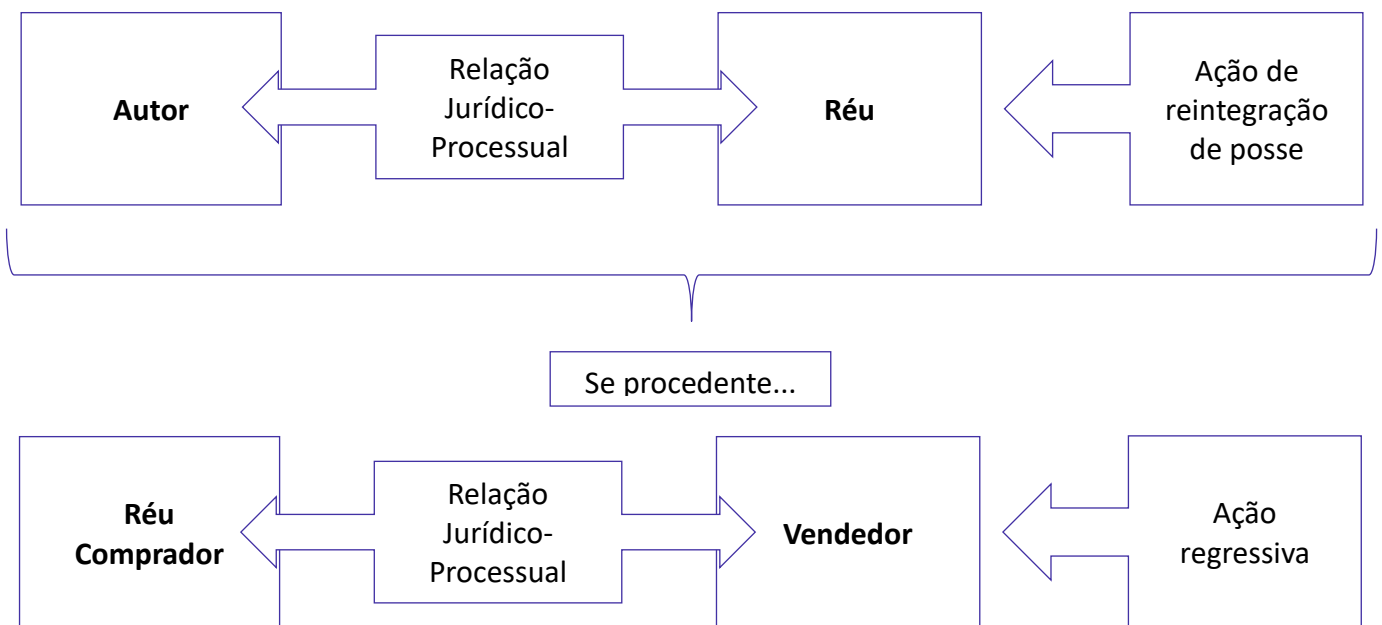 Autor
Relação
Jurídico-
Processual
Réu
Ação de
reintegração
de posse
Se procedente...
Réu
Comprador
Relação
Jurídico-
Processual
Vendedor
Ação
regressiva